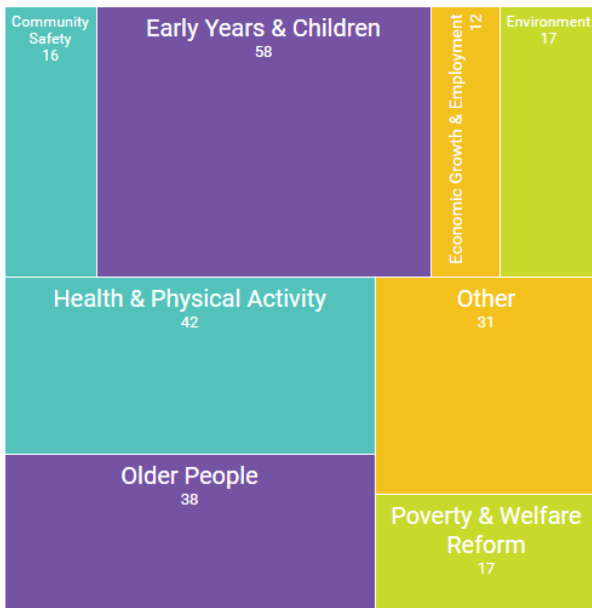 Community
Safety
16
Early Years & Children
58
Economic Growth & Employment
12
Environment
17
Health & Physical Activity
42
Other
31
Older People
38
Poverty & Welfare
Reform
17